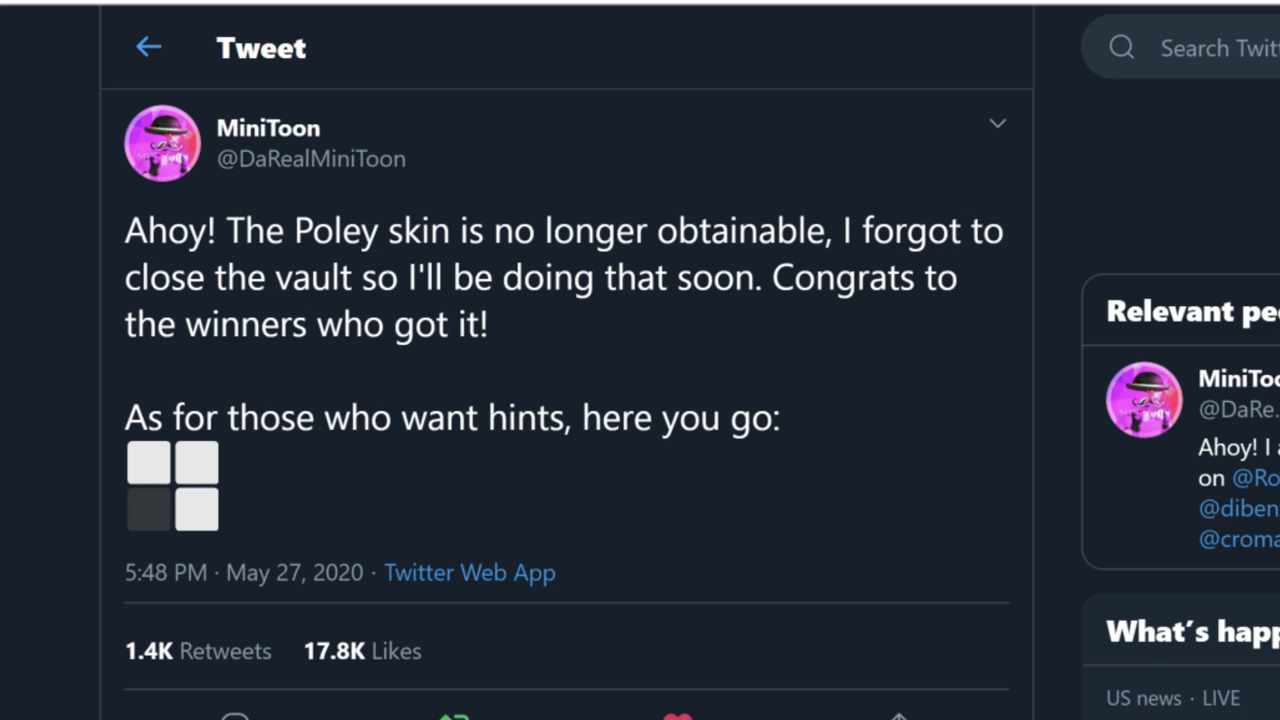 Tweet
Search Twit
MiniToon
@DaRealMiniToon
Ahoy! The Poley skin is no longer obtainable, I forgot to
close the vault so I'll be doing that soon. Congrats to
the winners who got it!
As for those who want hints, here you go:
5:48 PM · May 27, 2020 · Twitter Web App
1.4K Retweets 17.8K Likes
Relevant pe
MiniToo
@DaRe.
Ahoy! I a
on @Ro
@diben
@croma
What's happ
US news · LIVE